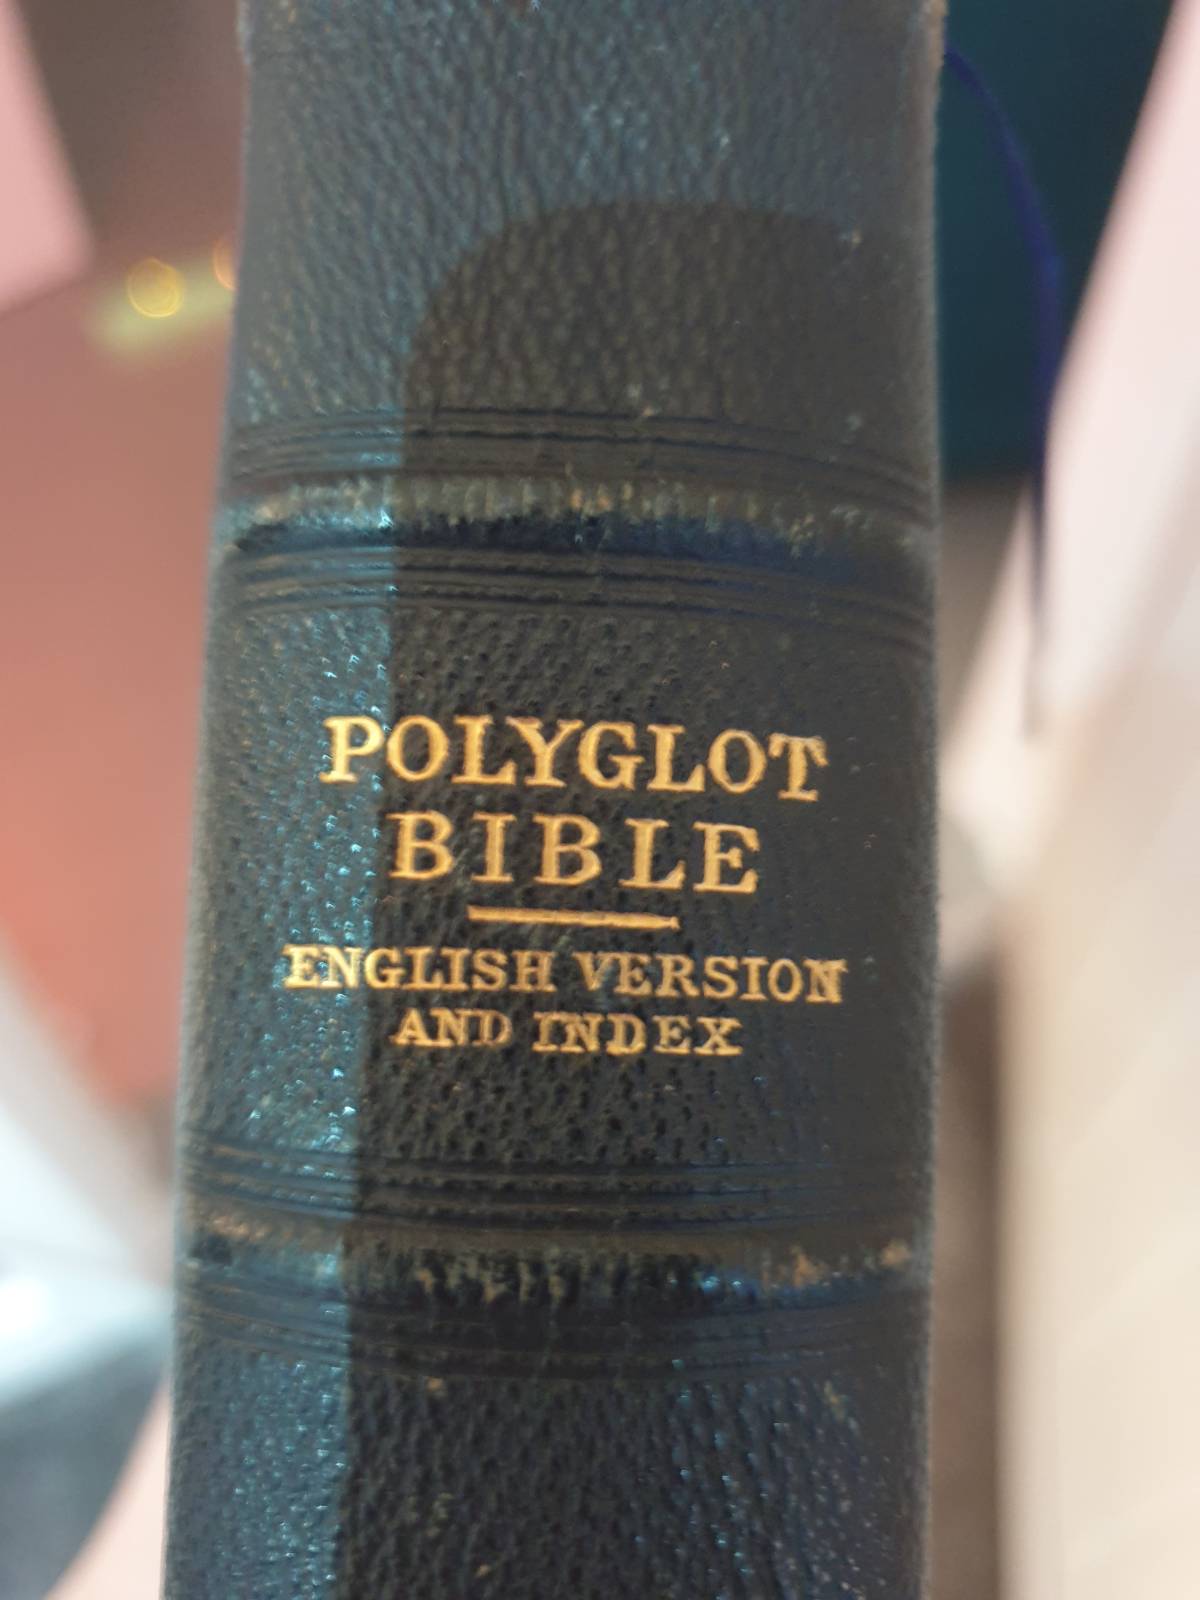 POLYGLOT
BIBLE
ENGLISH VERSION
AND INDEX